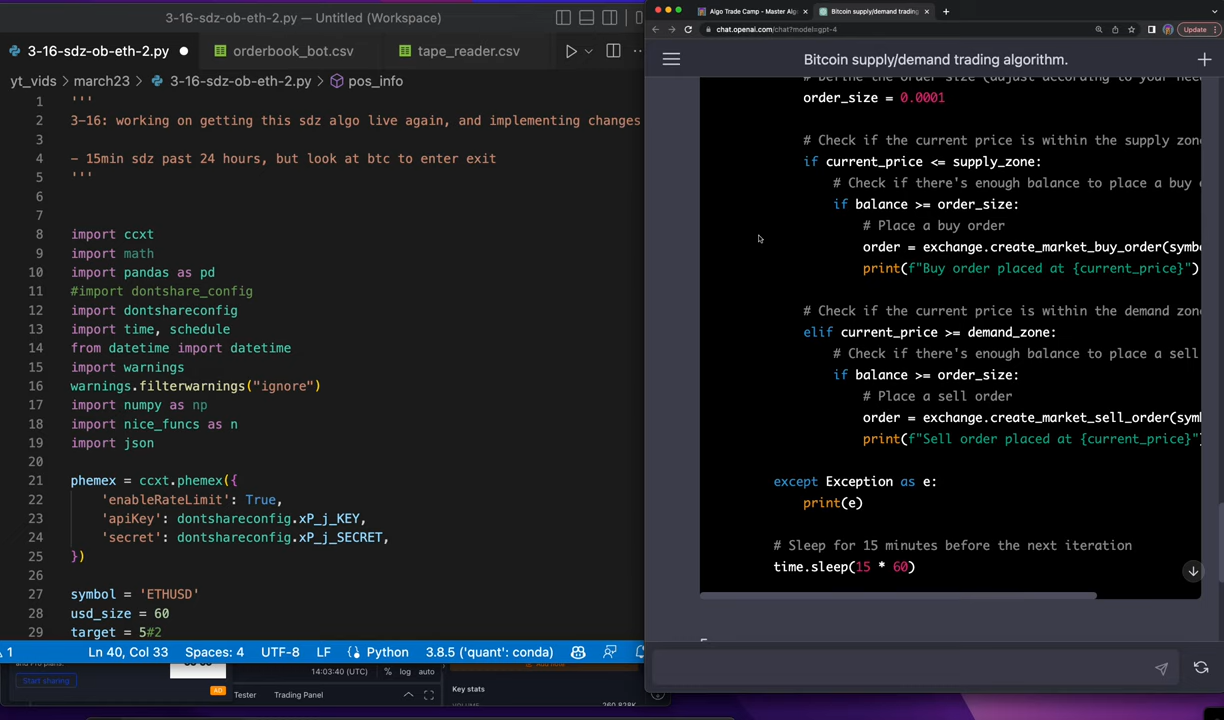 3-16-sdz-ob-eth-2.py — Untitled (Workspace)
3-16-sdz-ob-eth-2.py
orderbook_bot.csv
tape_reader.csv
yt_vids > march23 > 3-16-sdz-ob-eth-2.py > pos_info
1 '''
2 3-16: working on getting this sdz algo live again, and implementing changes
3
4 - 15min sdz past 24 hours, but look at btc to enter exit
5 '''
6
7
8 import ccxt
9 import math
10 import pandas as pd
11 #import dontshare_config
12 import dontshareconfig
13 import time, schedule
14 from datetime import datetime
15 import warnings
16 warnings.filterwarnings("ignore")
17 import numpy as np
18 import nice_funcs as n
19 import json
20
21 phemex = ccxt.phemex({
22 'enableRateLimit': True,
23 'apiKey': dontshareconfig.xP_j_KEY,
24 'secret': dontshareconfig.xP_j_SECRET,
25 })
26
27 symbol = 'ETHUSD'
28 usd_size = 60
29 target = 5#2
1 Ln 40, Col 33 Spaces: 4 UTF-8 LF Python 3.8.5 ('quant': conda)
Start sharing
AD
14:03:40 (UTC) % log auto
Tester Trading Panel
Key stats
Algo Trade Camp - Master Alg
Bitcoin supply/demand trading
chat.openai.com/chat?model=gpt-4
Update
Bitcoin supply/demand trading algorithm.
order_size = 0.0001
# Check if the current price is within the supply zon
if current_price <= supply_zone:
# Check if there's enough balance to place a buy
if balance >= order_size:
# Place a buy order
order = exchange.create_market_buy_order(symb
print(f"Buy order placed at {current_price}")
# Check if the current price is within the demand zon
elif current_price >= demand_zone:
# Check if there's enough balance to place a sell
if balance >= order_size:
# Place a sell order
order = exchange.create_market_sell_order(sym
print(f"Sell order placed at {current_price}"
except Exception as e:
print(e)
# Sleep for 15 minutes before the next iteration
time.sleep(15 * 60)